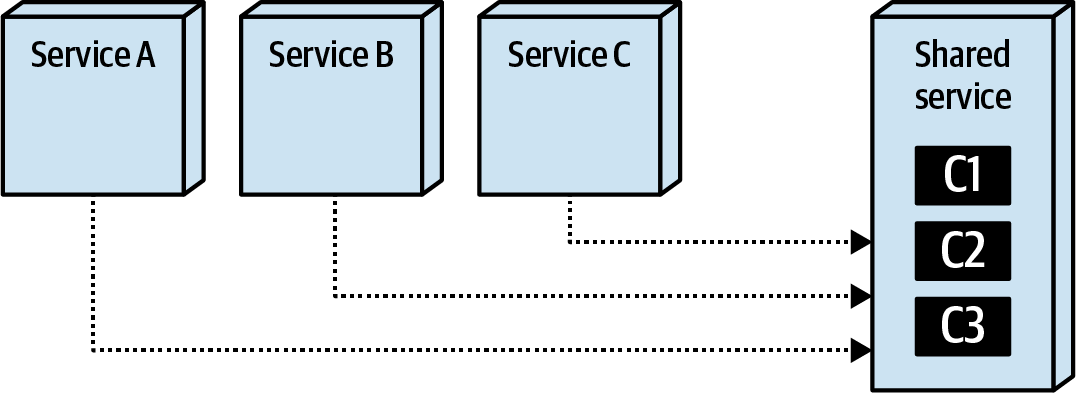 Service A
Service B
Service C
Shared
service
C1
C2
C3